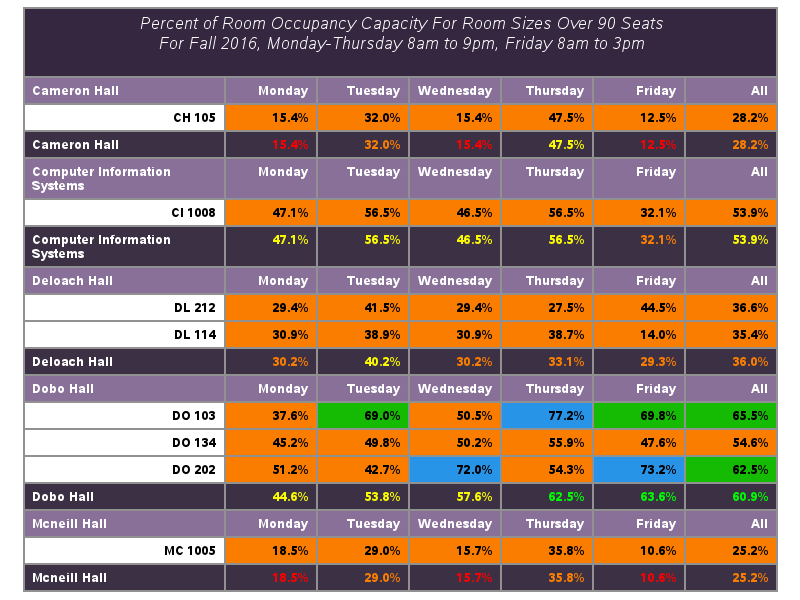 Percent of Room Occupancy Capacity For Room Sizes Over 90 Seats
For Fall 2016, Monday-Thursday 8am to 9pm, Friday 8am to 3pm
Cameron Hall Monday Tuesday Wednesday Thursday Friday All
CH 105 15.4% 32.0% 15.4% 47.5% 12.5% 28.2%
Cameron Hall 15.4% 32.0% 15.4% 47.5% 12.5% 28.2%
Computer Information Monday Tuesday Wednesday Thursday Friday All
Systems
CI 1008 47.1% 56.5% 46.5% 56.5% 32.1% 53.9%
Computer Information 47.1% 56.5% 46.5% 56.5% 32.1% 53.9%
Systems
Deloach Hall Monday Tuesday Wednesday Thursday Friday All
DL 212 29.4% 41.5% 29.4% 27.5% 44.5% 36.6%
DL 114 30.9% 38.9% 30.9% 38.7% 14.0% 35.4%
Deloach Hall 30.2% 40.2% 30.2% 33.1% 29.3% 36.0%
Dobo Hall Monday Tuesday Wednesday Thursday Friday All
DO 103 37.6% 69.0% 50.5% 77.2% 69.8% 65.5%
DO 134 45.2% 49.8% 50.2% 55.9% 47.6% 54.6%
DO 202 51.2% 42.7% 72.0% 54.3% 73.2% 62.5%
Dobo Hall 44.6% 53.8% 57.6% 62.5% 63.6% 60.9%
Mcneill Hall Monday Tuesday Wednesday Thursday Friday All
MC 1005 18.5% 29.0% 15.7% 35.8% 10.6% 25.2%
Mcneill Hall 18.5% 29.0% 15.7% 35.8% 10.6% 25.2%